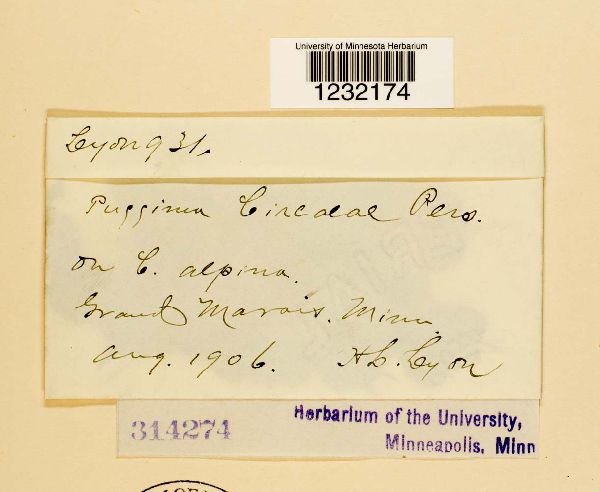 University of Minnesota Herbarium
1232174
Lyon 931.
Puccinia Circaeae Pers.
on C. alpina.
Grand Marais. Minn.
Aug. 1906. H L. Lyon
314274
Herbarium of the University,
Minneapolis. Minn